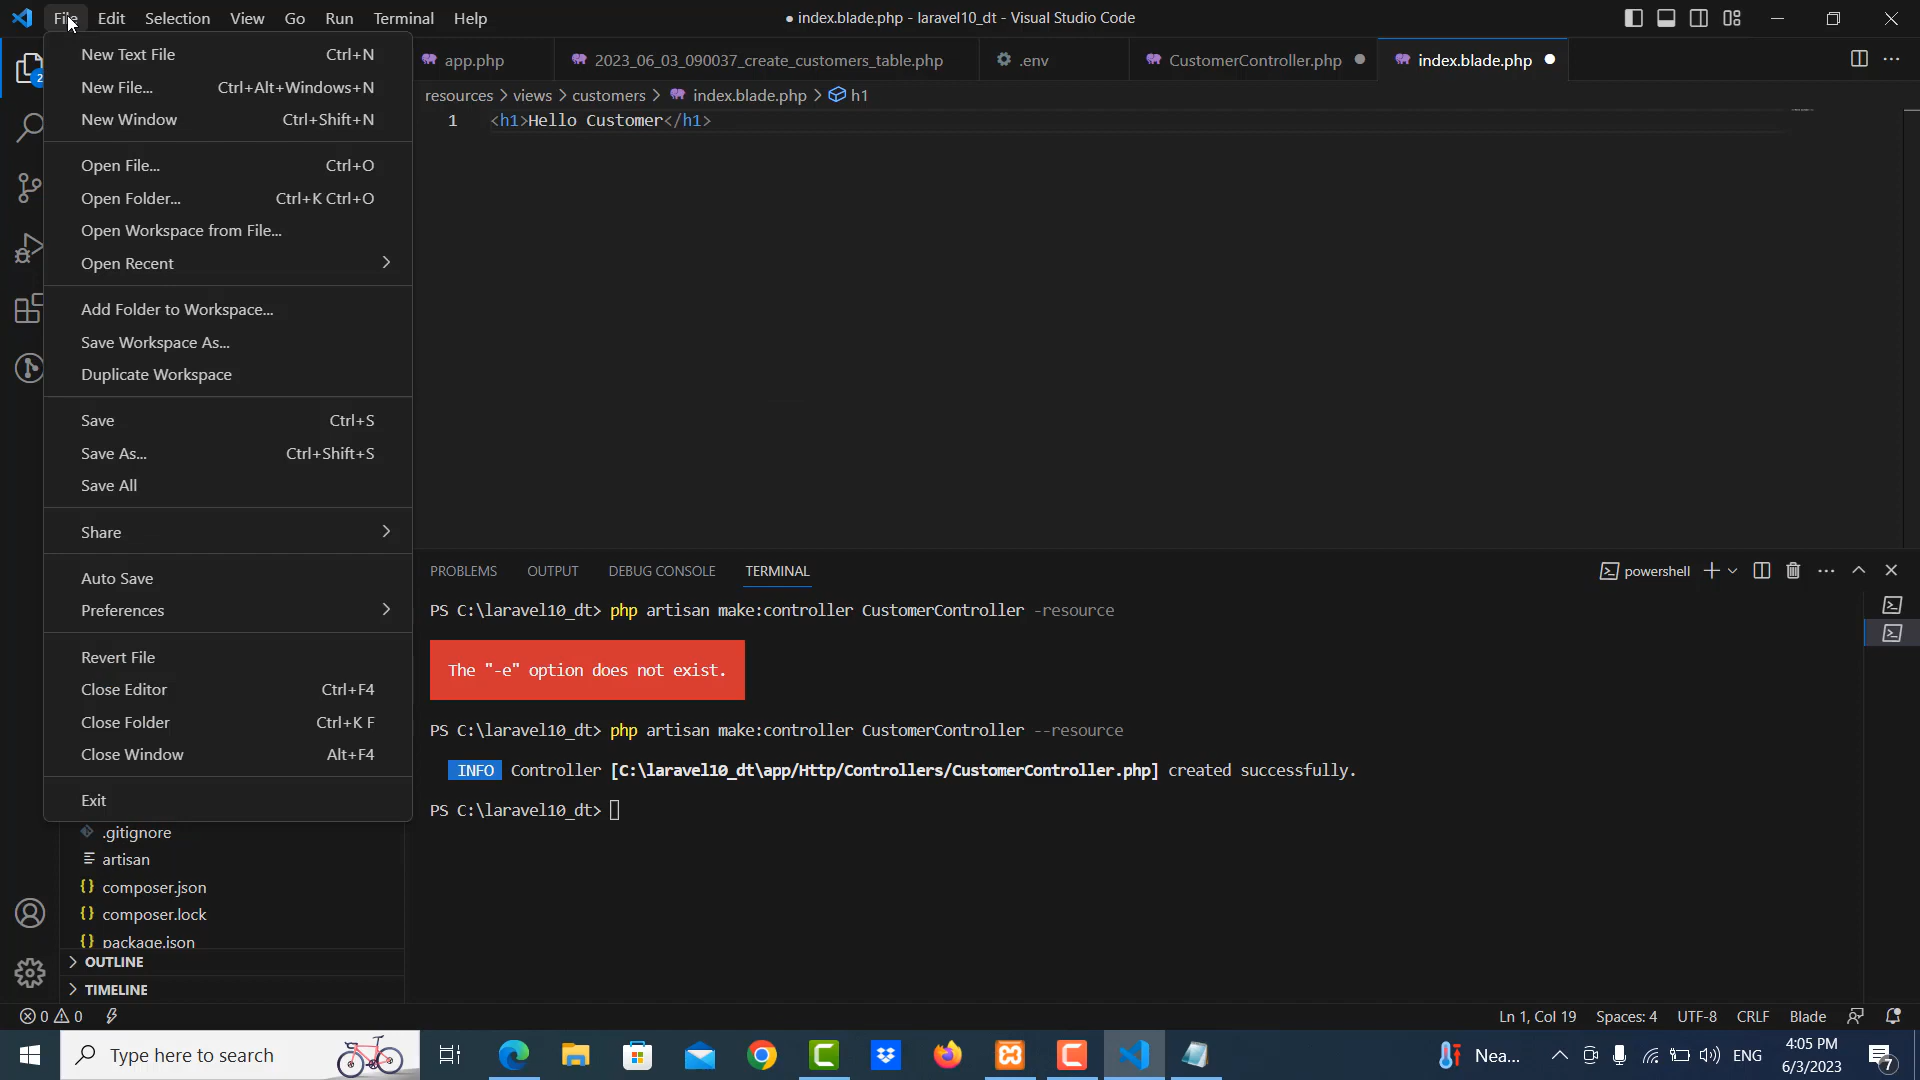 File Edit Selection View Go Run Terminal Help
● index.blade.php - laravel10_dt - Visual Studio Code
New Text File Ctrl+N
New File... Ctrl+Alt+Windows+N
New Window Ctrl+Shift+N
Open File... Ctrl+O
Open Folder... Ctrl+K Ctrl+O
Open Workspace from File...
Open Recent
Add Folder to Workspace...
Save Workspace As...
Duplicate Workspace
Save Ctrl+S
Save As... Ctrl+Shift+S
Save All
Share
Auto Save
Preferences
Revert File
Close Editor Ctrl+F4
Close Folder Ctrl+K F
Close Window Alt+F4
Exit
2
.gitignore
artisan
composer.json
composer.lock
package.json
OUTLINE
TIMELINE
app.php 2023_06_03_090037_create_customers_table.php .env CustomerController.php index.blade.php
resources > views > customers > index.blade.php > h1
1 <h1>Hello Customer</h1>
PROBLEMS OUTPUT DEBUG CONSOLE TERMINAL powershell
PS C:\laravel10_dt> php artisan make:controller CustomerController -resource
The "-e" option does not exist.
PS C:\laravel10_dt> php artisan make:controller CustomerController --resource
INFO Controller [C:\laravel10_dt\app/Http/Controllers/CustomerController.php] created successfully.
PS C:\laravel10_dt>
0 0 Ln 1, Col 19 Spaces: 4 UTF-8 CRLF Blade
Type here to search Nea... ENG 4:05 PM
6/3/2023 7